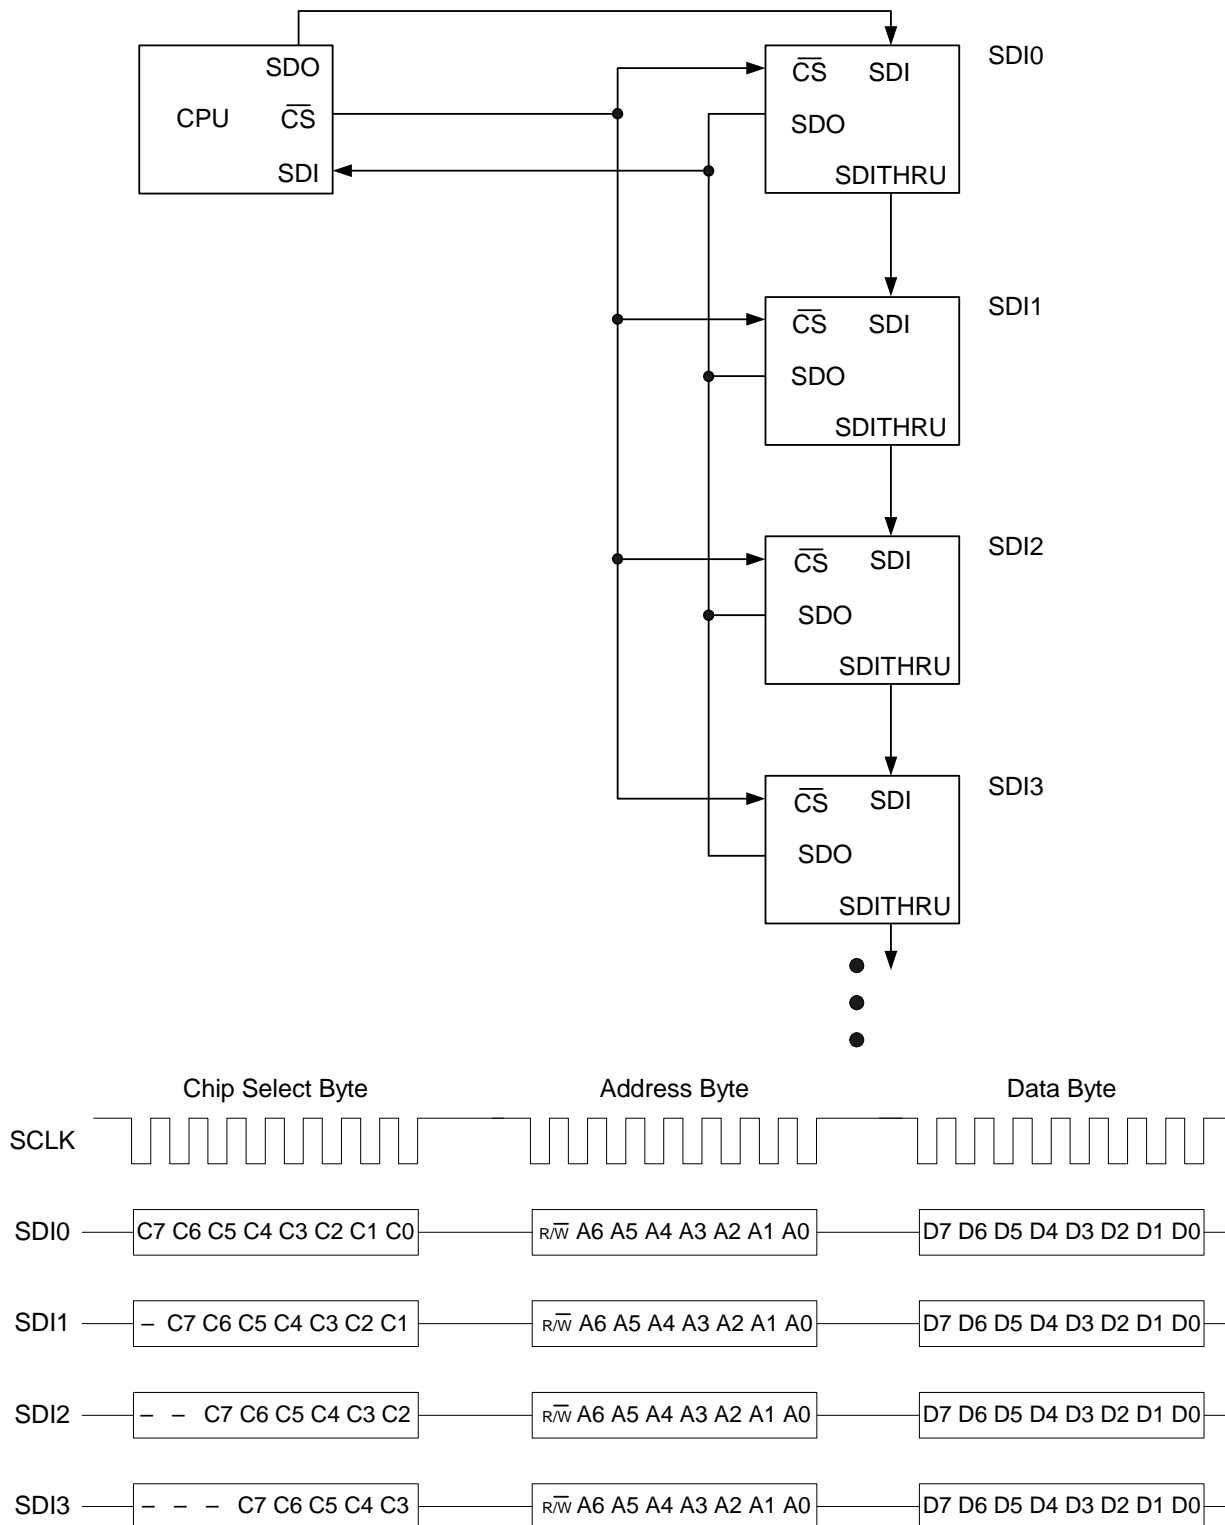 SDO
CPU
CS
SDI
CS SDI
SDO
SDITHRU
SDI0
CS SDI
SDO
SDITHRU
SDI1
CS SDI
SDO
SDITHRU
SDI2
CS SDI
SDO
SDITHRU
SDI3
Chip Select Byte Address Byte Data Byte
SCLK
SDI0 C7 C6 C5 C4 C3 C2 C1 C0 R/W A6 A5 A4 A3 A2 A1 A0 D7 D6 D5 D4 D3 D2 D1 D0
SDI1 – C7 C6 C5 C4 C3 C2 C1 R/W A6 A5 A4 A3 A2 A1 A0 D7 D6 D5 D4 D3 D2 D1 D0
SDI2 – – C7 C6 C5 C4 C3 C2 R/W A6 A5 A4 A3 A2 A1 A0 D7 D6 D5 D4 D3 D2 D1 D0
SDI3 – – – C7 C6 C5 C4 C3 R/W A6 A5 A4 A3 A2 A1 A0 D7 D6 D5 D4 D3 D2 D1 D0